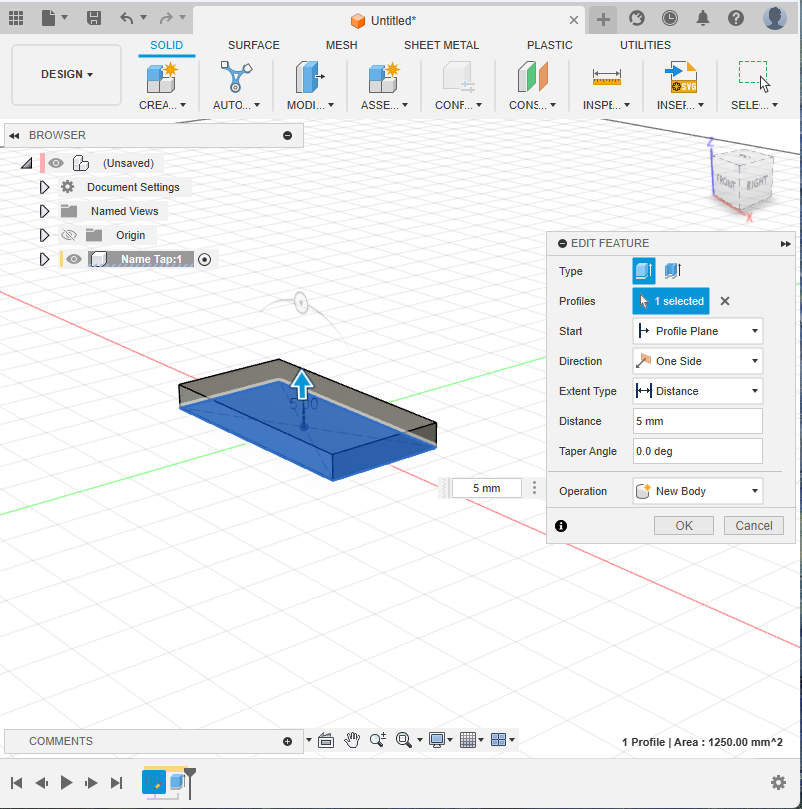 Untitled*
SOLID SURFACE MESH SHEET METAL PLASTIC UTILITIES
DESIGN
CREA... AUTO... MODI... ASSE... CONF... CONS... INSPE... INSER... SELE...
SVG
BROWSER
(Unsaved)
Document Settings
Named Views
Origin
Name Tap:1
Z
FRONT RIGHT
X
EDIT FEATURE
Type
Profiles 1 selected
Start Profile Plane
Direction One Side
Extent Type Distance
Distance 5 mm
Taper Angle 0.0 deg
Operation New Body
OK Cancel
5.00
5 mm
COMMENTS
1 Profile | Area : 1250.00 mm^2